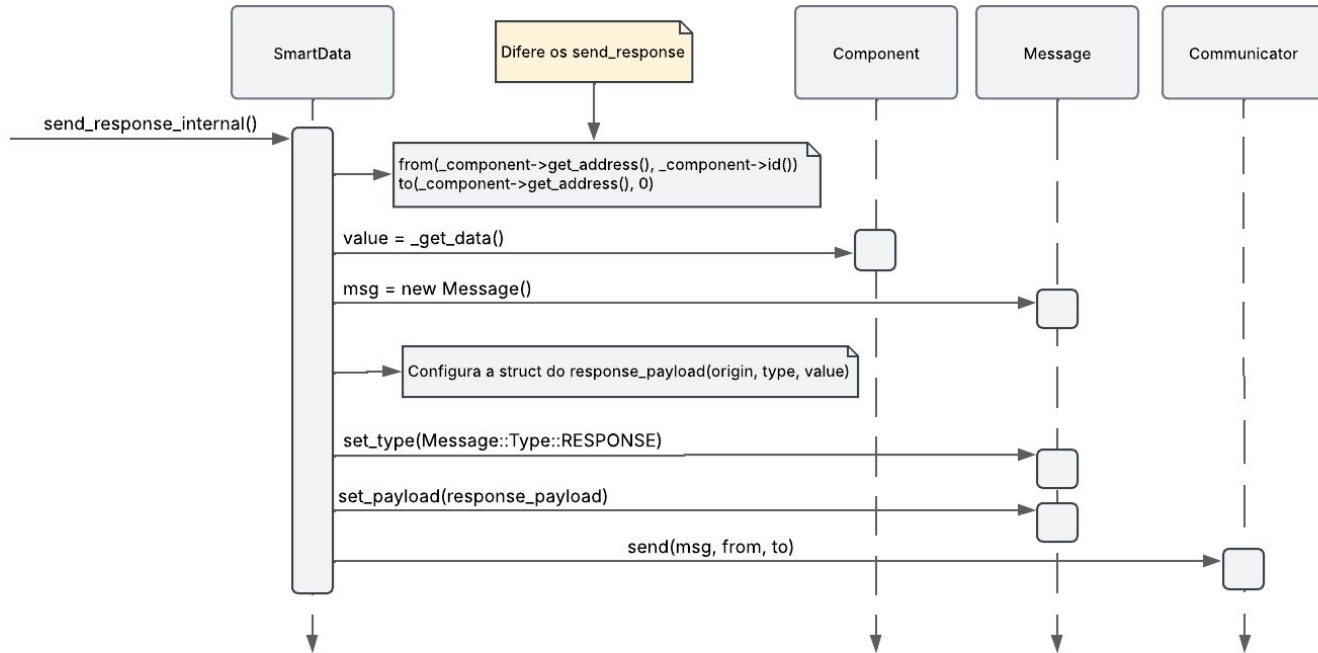 SmartData
Difere os send_response
Component
Message
Communicator
send_response_internal()
from(_component->get_address(), _component->id())
to(_component->get_address(), 0)
value = _get_data()
msg = new Message()
Configura a struct do response_payload(origin, type, value)
set_type(Message::Type::RESPONSE)
set_payload(response_payload)
send(msg, from, to)